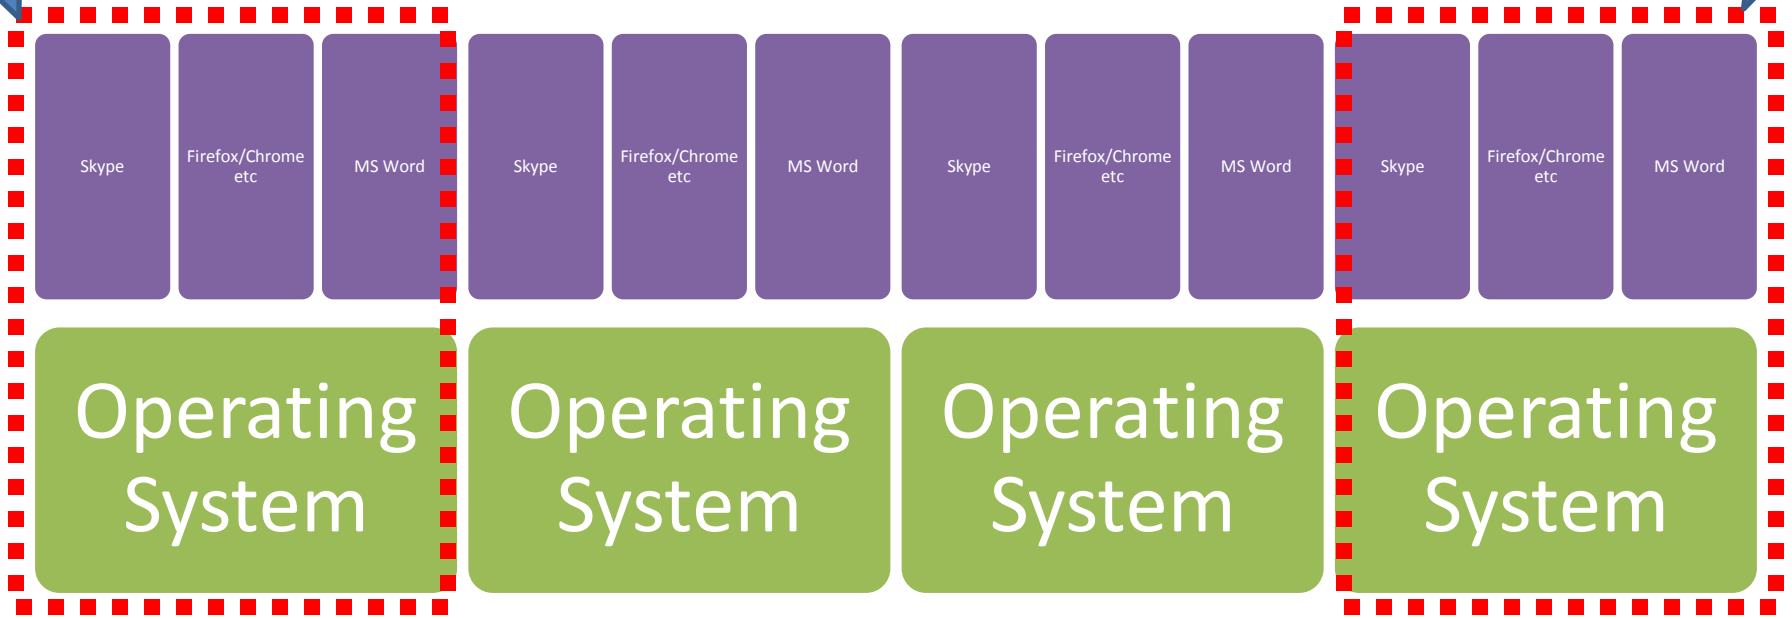 Skype
Firefox/Chrome
etc
MS Word
Skype
Firefox/Chrome
etc
MS Word
Skype
Firefox/Chrome
etc
MS Word
Skype
Firefox/Chrome
etc
MS Word
Operating
System
Operating
System
Operating
System
Operating
System